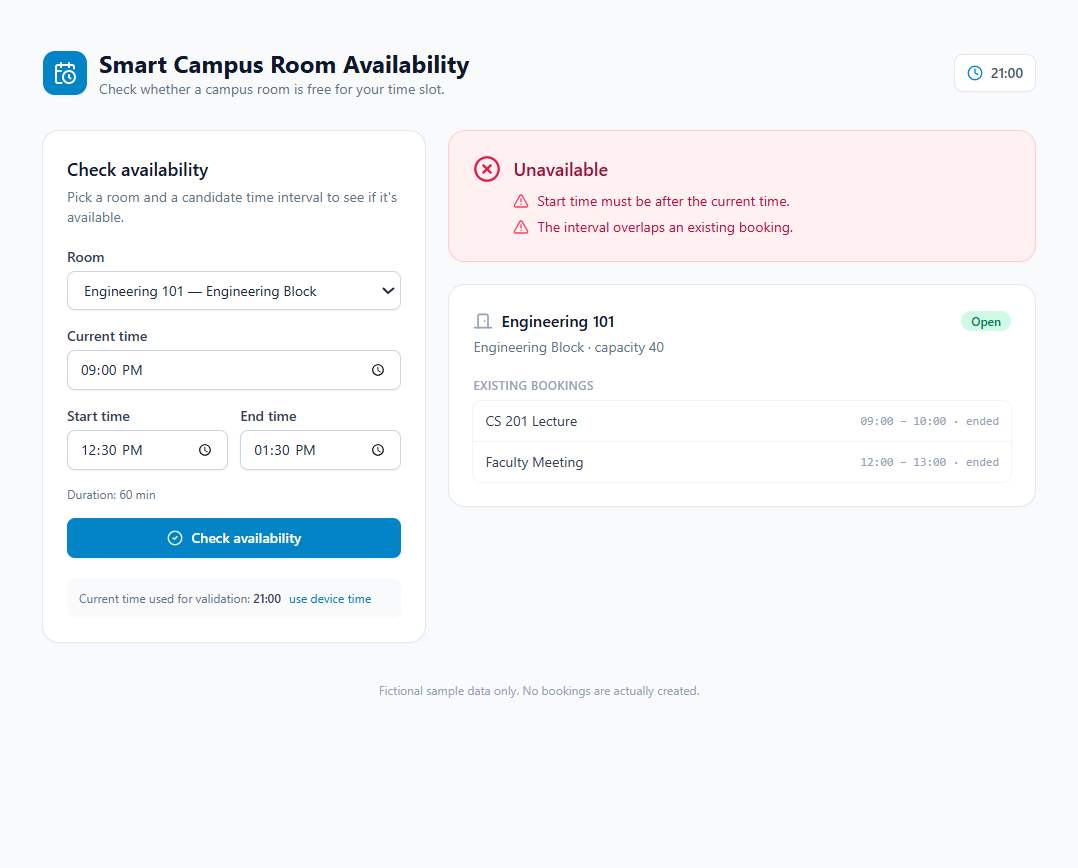 Smart Campus Room Availability
Check whether a campus room is free for your time slot.
21:00
Check availability
Pick a room and a candidate time interval to see if it's
available.
Room
Engineering 101 — Engineering Block
Current time
09:00 PM
Start time
End time
12:30 PM
01:30 PM
Duration: 60 min
Check availability
Current time used for validation: 21:00 use device time
Unavailable
Start time must be after the current time.
The interval overlaps an existing booking.
Engineering 101
Open
Engineering Block · capacity 40
EXISTING BOOKINGS
CS 201 Lecture
09:00 – 10:00 · ended
Faculty Meeting
12:00 – 13:00 · ended
Fictional sample data only. No bookings are actually created.